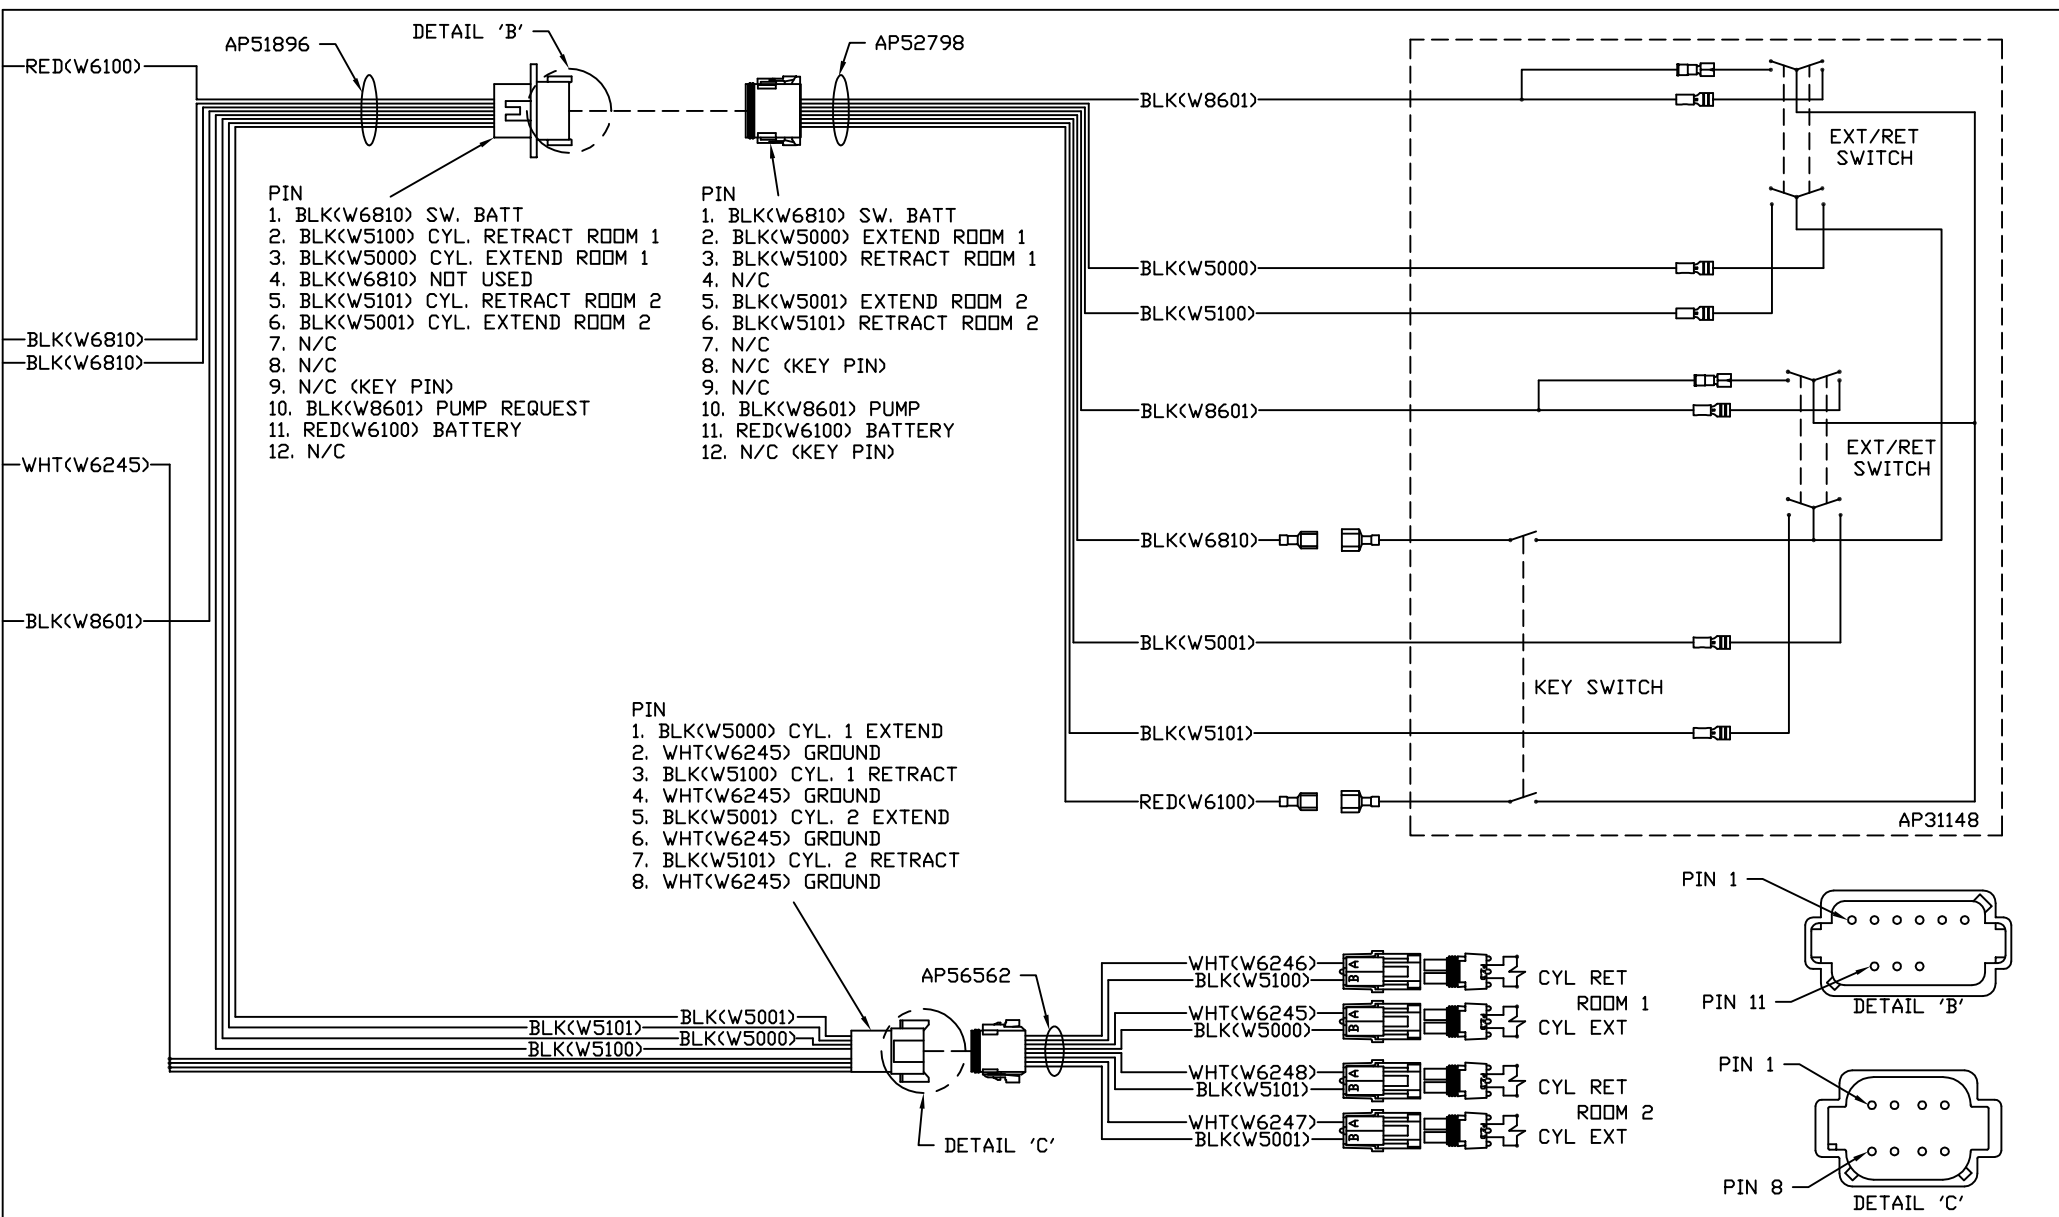 AP51896
DETAIL 'B'
AP52798
RED(W6100)
BLK(W6810)
BLK(W6810)
WHT(W6245)
BLK(W8601)
PIN
1. BLK(W6810) SW. BATT
2. BLK(W5100) CYL. RETRACT ROOM 1
3. BLK(W5000) CYL. EXTEND ROOM 1
4. BLK(W6810) NOT USED
5. BLK(W5101) CYL. RETRACT ROOM 2
6. BLK(W5001) CYL. EXTEND ROOM 2
7. N/C
8. N/C
9. N/C (KEY PIN)
10. BLK(W8601) PUMP REQUEST
11. RED(W6100) BATTERY
12. N/C
PIN
1. BLK(W6810) SW. BATT
2. BLK(W5000) EXTEND ROOM 1
3. BLK(W5100) RETRACT ROOM 1
4. N/C
5. BLK(W5001) EXTEND ROOM 2
6. BLK(W5101) RETRACT ROOM 2
7. N/C
8. N/C (KEY PIN)
9. N/C
10. BLK(W8601) PUMP
11. RED(W6100) BATTERY
12. N/C (KEY PIN)
BLK(W8601)
BLK(W5000)
BLK(W5100)
BLK(W8601)
BLK(W6810)
BLK(W5001)
BLK(W5101)
RED(W6100)
EXT/RET
SWITCH
EXT/RET
SWITCH
KEY SWITCH
AP31148
PIN
1. BLK(W5000) CYL. 1 EXTEND
2. WHT(W6245) GROUND
3. BLK(W5100) CYL. 1 RETRACT
4. WHT(W6245) GROUND
5. BLK(W5001) CYL. 2 EXTEND
6. WHT(W6245) GROUND
7. BLK(W5101) CYL. 2 RETRACT
8. WHT(W6245) GROUND
BLK(W5001)
BLK(W5101)
BLK(W5000)
BLK(W5100)
AP56562
DETAIL 'C'
WHT(W6246)
BLK(W5100)
WHT(W6245)
BLK(W5000)
WHT(W6248)
BLK(W5101)
WHT(W6247)
BLK(W5001)
A
B
A
B
A
B
A
B
CYL RET
ROOM 1
CYL EXT
CYL RET
ROOM 2
CYL EXT
PIN 1
PIN 11
DETAIL 'B'
PIN 1
PIN 8
DETAIL 'C'